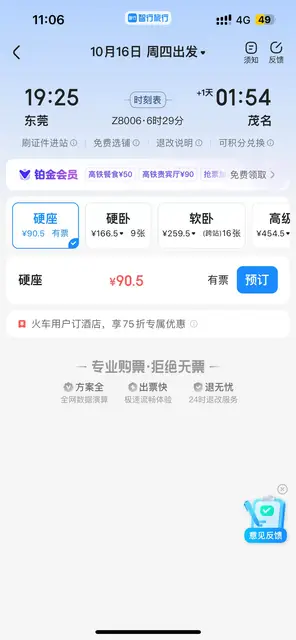 11:06
智行旅行
4G 49
10月16日 周四出发
须知
反馈
19:25
时刻表
+1天 01:54
东莞
Z8006·6时29分
茂名
刷证件进站
免费选铺
退改说明
可积分兑换
铂金会员
高铁餐食¥50
高铁贵宾厅¥90
免费领取
硬座
¥90.5 有票
硬卧
¥166.5 9张
软卧
¥259.5 (跨站)16张
¥454.5
硬座
¥90.5
有票
预订
火车用户订酒店，享75折专属优惠
专业购票·拒绝无票
方案全
出票快
退无忧
全网数据演算
极速流畅体验
24时退改服务
意见反馈